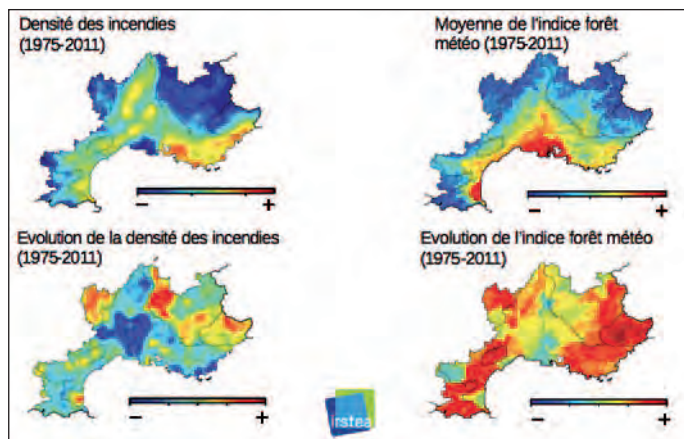 Densité des incendies
(1975-2011)
Moyenne de l'indice forêt
météo (1975-2011)
- +
- +
Evolution de la densité des incendies
(1975-2011)
Evolution de l'indice forêt météo
(1975-2011)
- +
- +
irstea